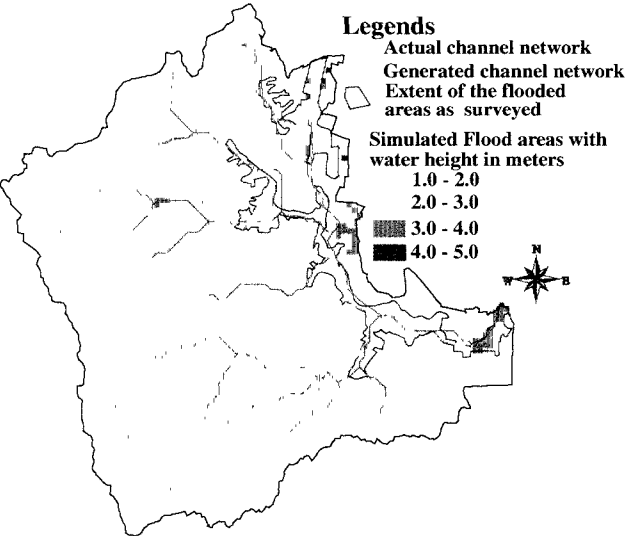 Legends
Actual channel network
Generated channel network
Extent of the flooded
areas as surveyed
Simulated Flood areas with
water height in meters
1.0 - 2.0
2.0 - 3.0
3.0 - 4.0
4.0 - 5.0
N
W E
S